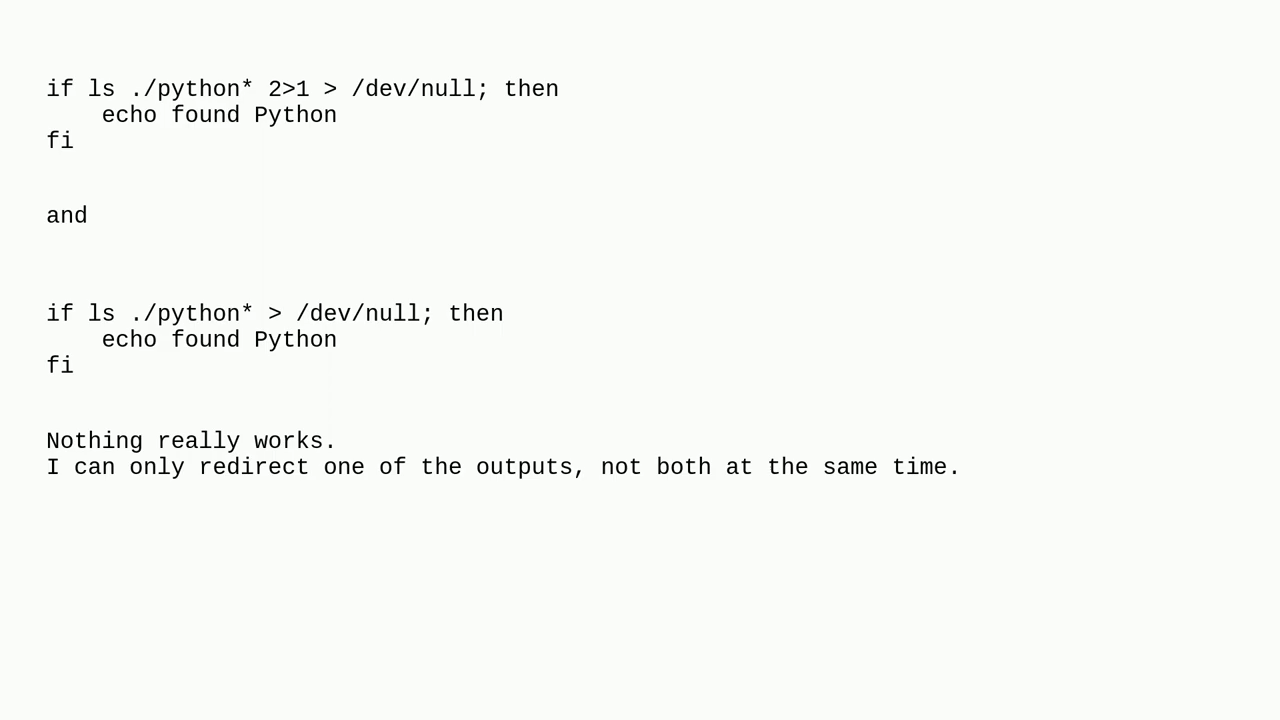 if ls ./python* 2>1 > /dev/null; then
    echo found Python
fi
and
if ls ./python* > /dev/null; then
    echo found Python
fi
Nothing really works.
I can only redirect one of the outputs, not both at the same time.